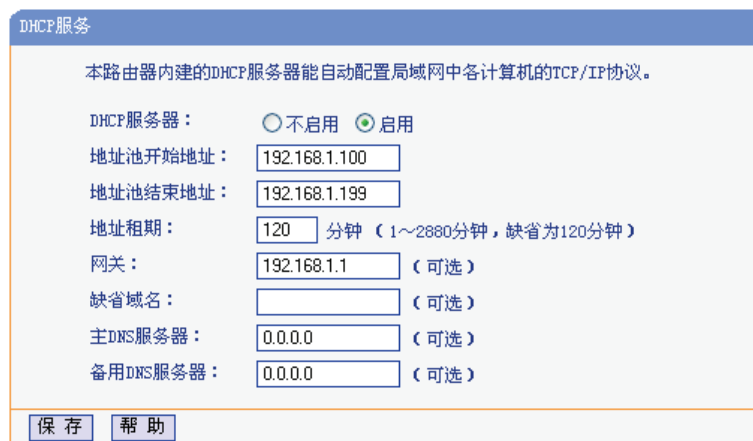 DHCP服务
本路由器内建的DHCP服务器能自动配置局域网中各计算机的TCP/IP协议。
DHCP服务器： 不启用 启用
地址池开始地址： 192.168.1.100
地址池结束地址： 192.168.1.199
地址租期： 120 分钟（1～2880分钟，缺省为120分钟）
网关： 192.168.1.1 （可选）
缺省域名： （可选）
主DNS服务器： 0.0.0.0 （可选）
备用DNS服务器： 0.0.0.0 （可选）
保 存 帮 助